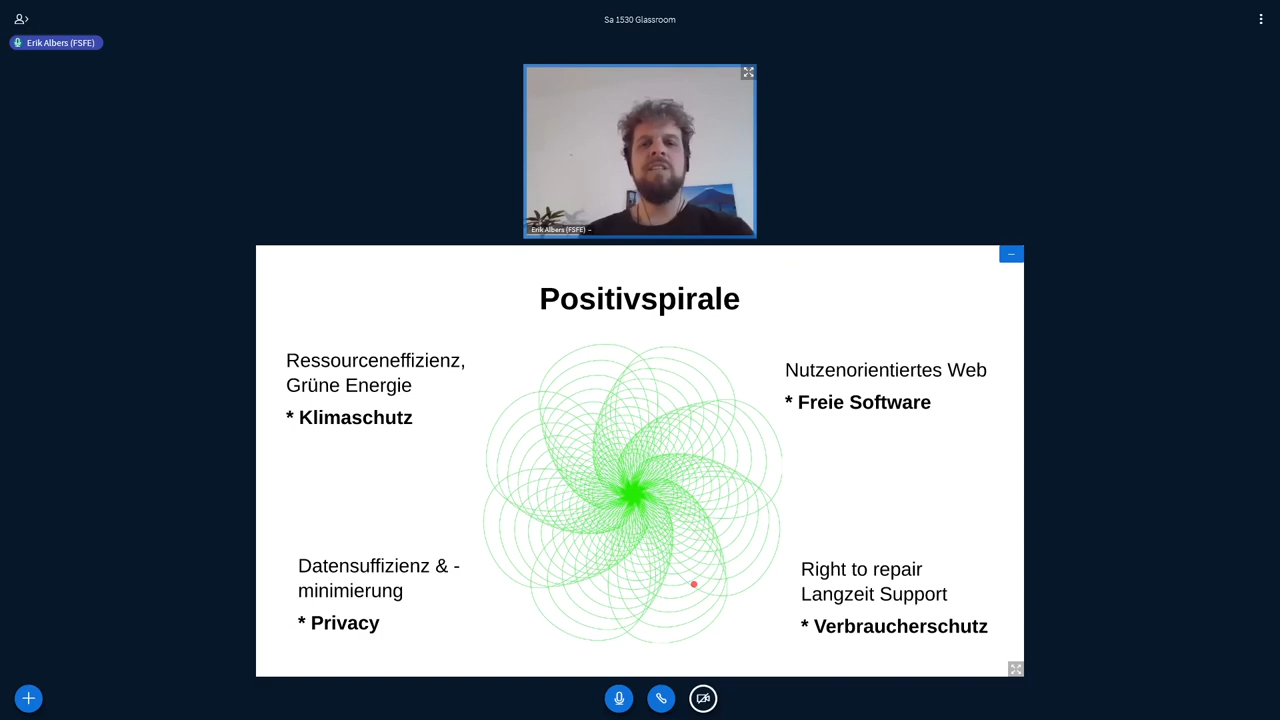 Sa 1530 Glassroom
Erik Albers (FSFE)
Erik Albers (FSFE)
Positivspirale
Ressourceneffizienz,
Grüne Energie
* Klimaschutz
Nutzenorientiertes Web
* Freie Software
Datensuffizienz & -
minimierung
* Privacy
Right to repair
Langzeit Support
* Verbraucherschutz